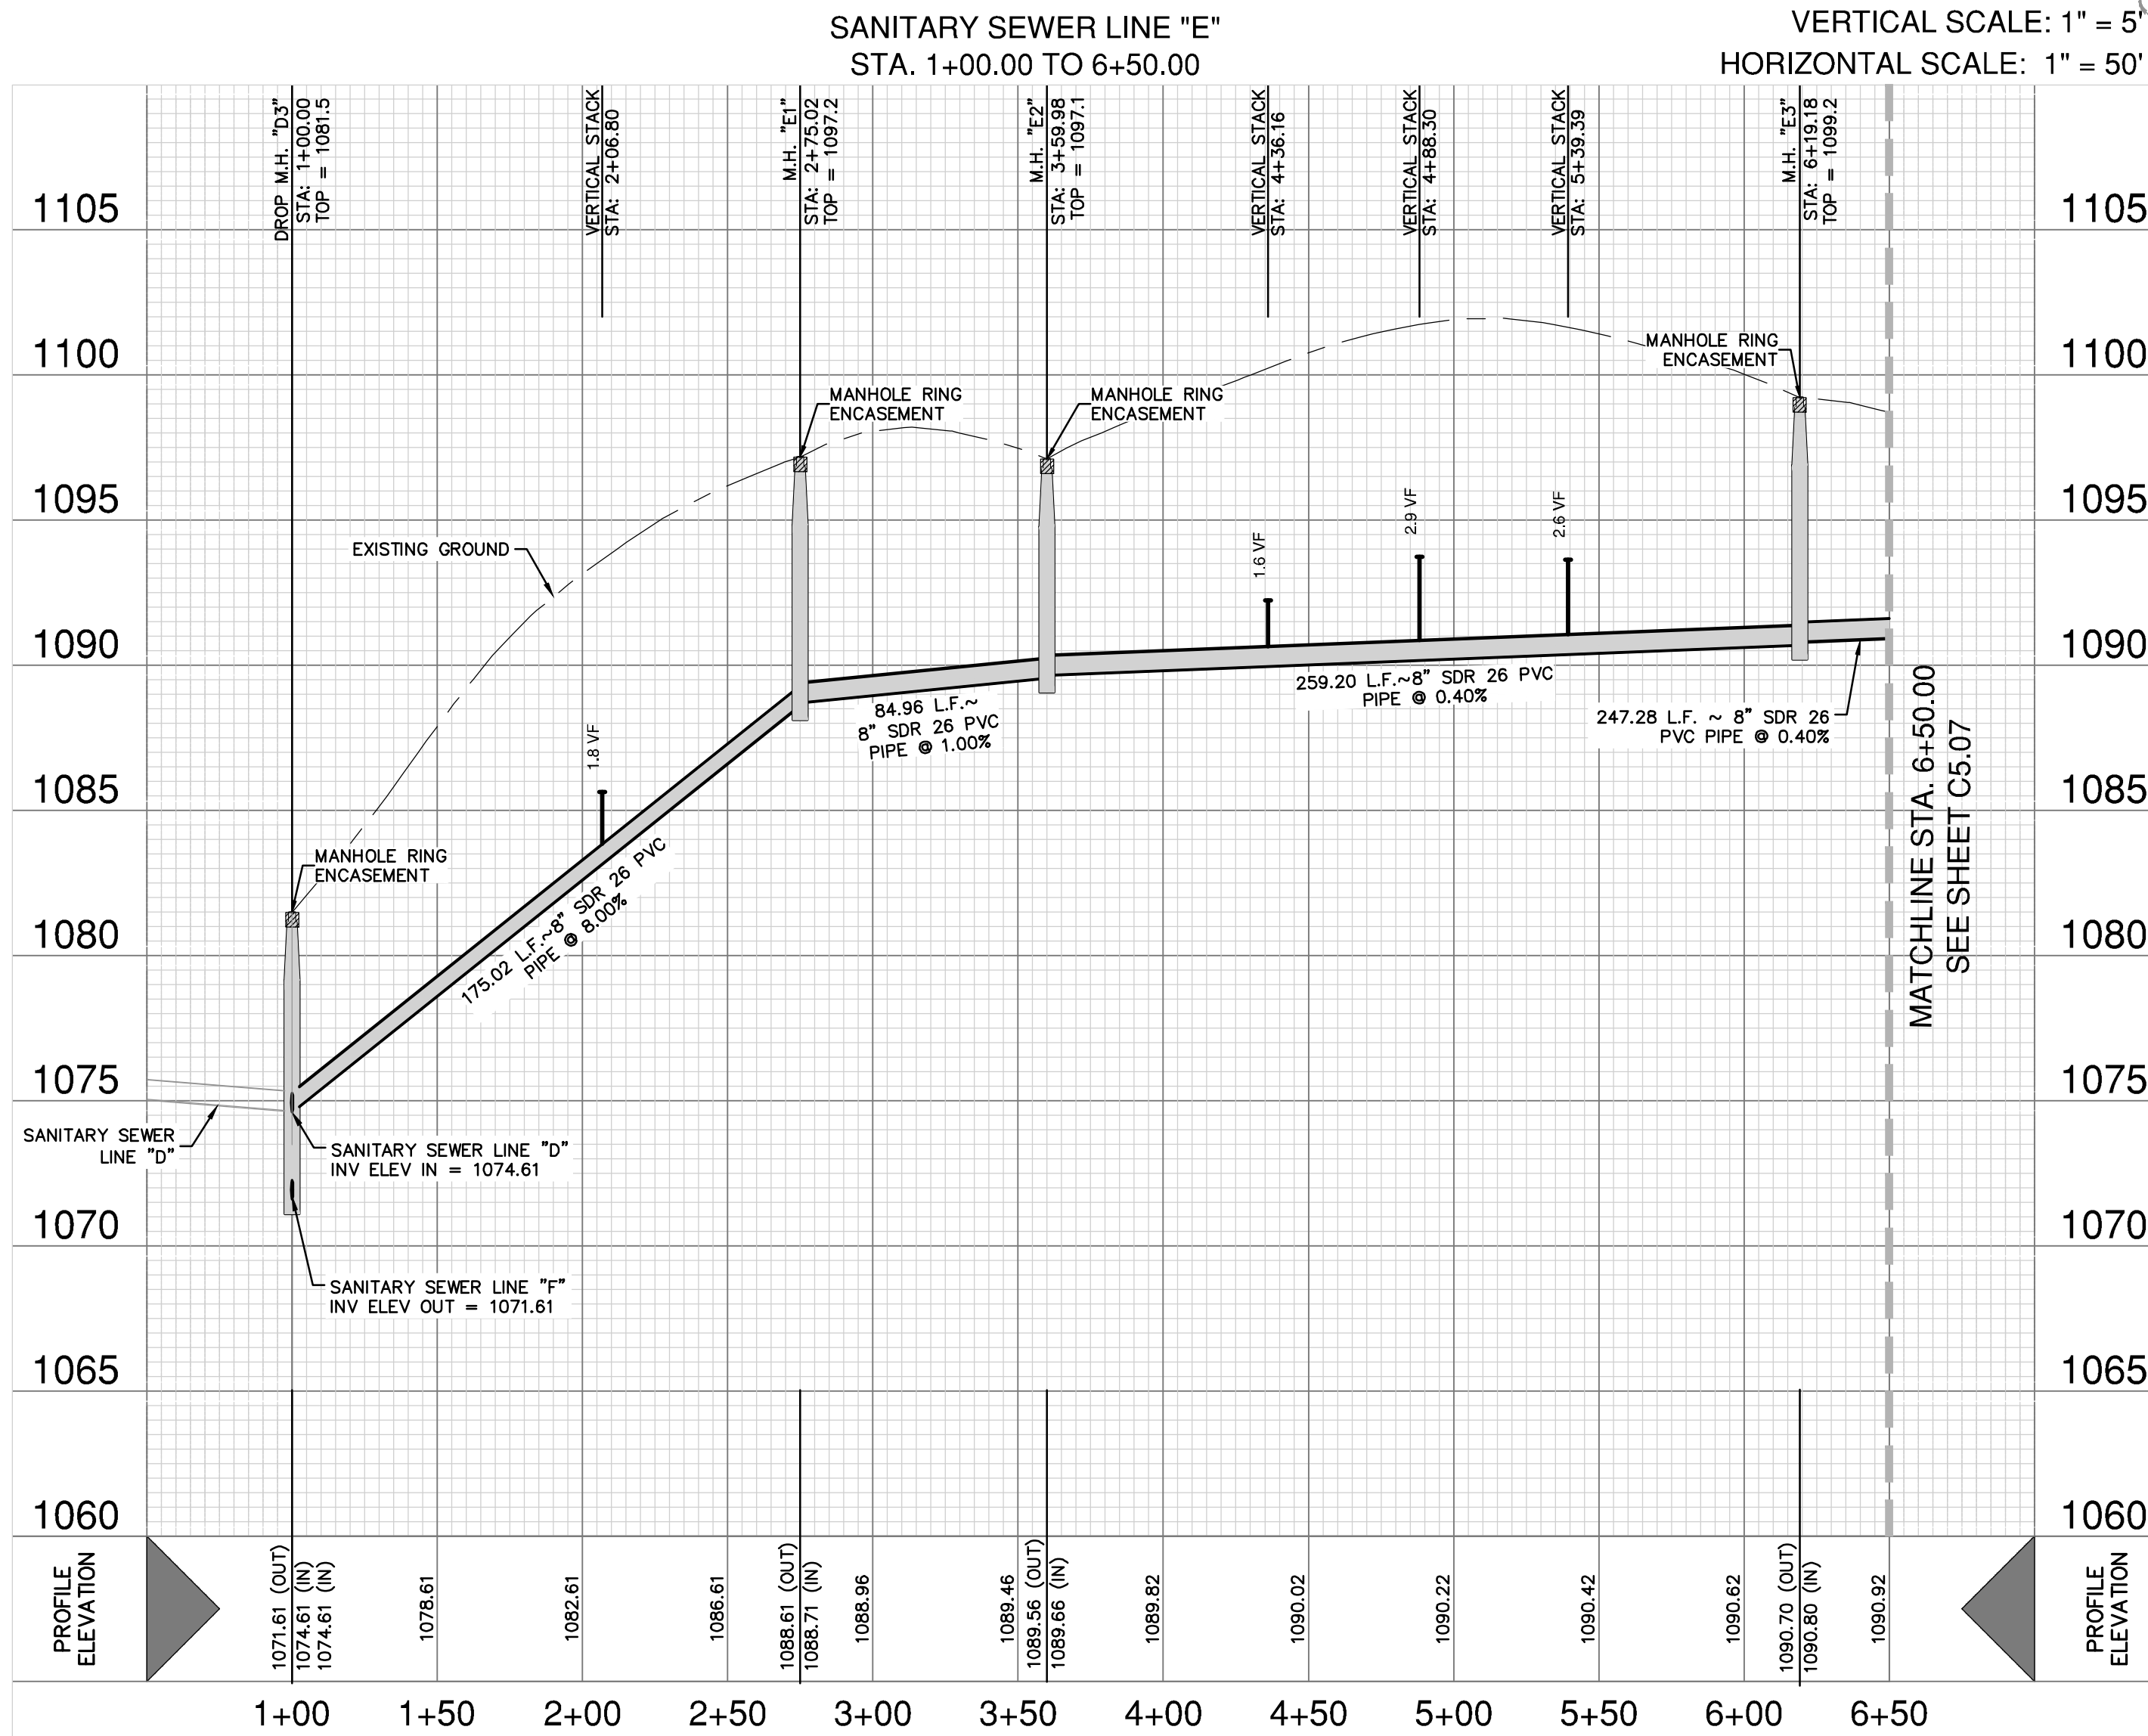 SANITARY SEWER LINE "E"
STA. 1+00.00 TO 6+50.00
VERTICAL SCALE: 1" = 5'
HORIZONTAL SCALE: 1" = 50'
DROP M.H. "D3"
STA: 1+00.00
TOP = 1081.5
VERTICAL STACK
STA: 2+06.80
M.H. "E1"
STA: 2+75.02
TOP = 1097.2
M.H. "E2"
STA: 3+59.98
TOP = 1097.1
VERTICAL STACK
STA: 4+36.16
VERTICAL STACK
STA: 4+88.30
VERTICAL STACK
STA: 5+39.39
M.H. "E3"
STA: 6+19.18
TOP = 1099.2
1105
1105
1100
1100
MANHOLE RING
ENCASEMENT
MANHOLE RING
ENCASEMENT
MANHOLE RING
ENCASEMENT
1095
1095
EXISTING GROUND
1.6 VF
2.9 VF
2.6 VF
1090
1090
259.20 L.F.~8" SDR 26 PVC
PIPE @ 0.40%
84.96 L.F.~
8" SDR 26 PVC
PIPE @ 1.00%
247.28 L.F. ~ 8" SDR 26
PVC PIPE @ 0.40%
1.8 VF
MATCHLINE STA. 6+50.00
SEE SHEET C5.07
1085
1085
MANHOLE RING
ENCASEMENT
175.02 L.F.~8" SDR 26 PVC
PIPE @ 8.00%
1080
1080
1075
1075
SANITARY SEWER
LINE "D"
SANITARY SEWER LINE "D"
INV ELEV IN = 1074.61
1070
1070
SANITARY SEWER LINE "F"
INV ELEV OUT = 1071.61
1065
1065
1060
1060
PROFILE
ELEVATION
1071.61 (OUT)
1074.61 (IN)
1074.61 (IN)
1078.61
1082.61
1086.61
1088.61 (OUT)
1088.71 (IN)
1088.96
1089.46
1089.56 (OUT)
1089.66 (IN)
1089.82
1090.02
1090.22
1090.42
1090.62
1090.70 (OUT)
1090.80 (IN)
1090.92
PROFILE
ELEVATION
1+00
1+50
2+00
2+50
3+00
3+50
4+00
4+50
5+00
5+50
6+00
6+50